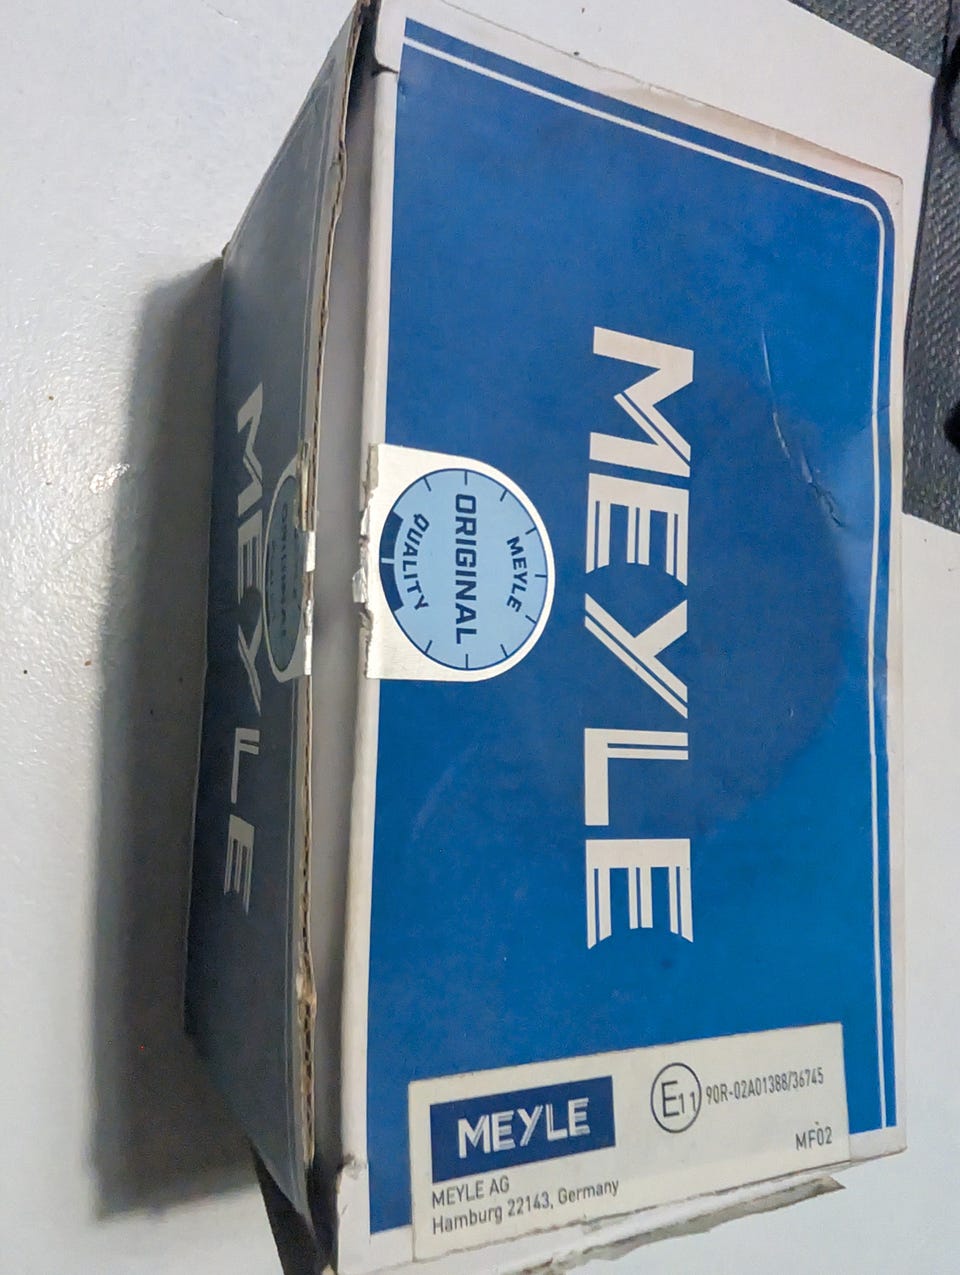 MEYLE
MEYLE
ORIGINAL
QUALITY
MEYLE
MEYLE
MEYLE AG
Hamburg 22143, Germany
E11
90R-02A01388/36745
MF02